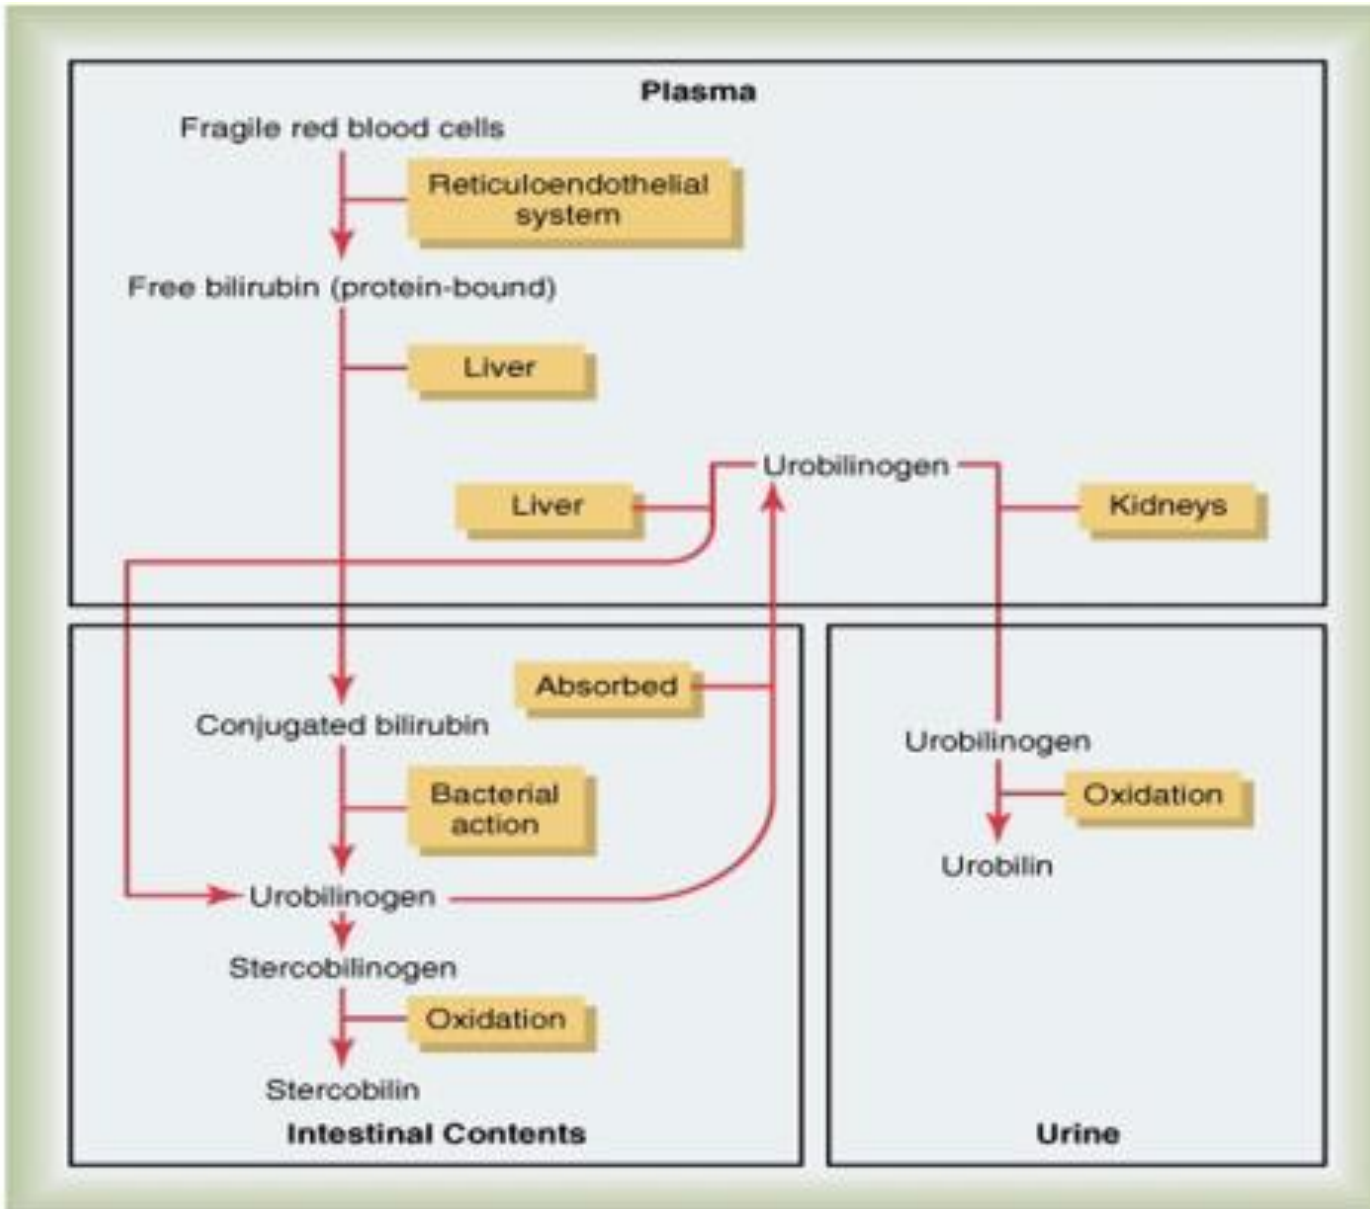 Plasma
Fragile red blood cells
Reticuloendothelial
system
Free bilirubin (protein-bound)
Liver
Urobilinogen
Liver
Kidneys
Absorbed
Conjugated bilirubin
Urobilinogen
Bacterial
action
Oxidation
Urobilin
Urobilinogen
Stercobilinogen
Oxidation
Stercobilin
Intestinal Contents
Urine